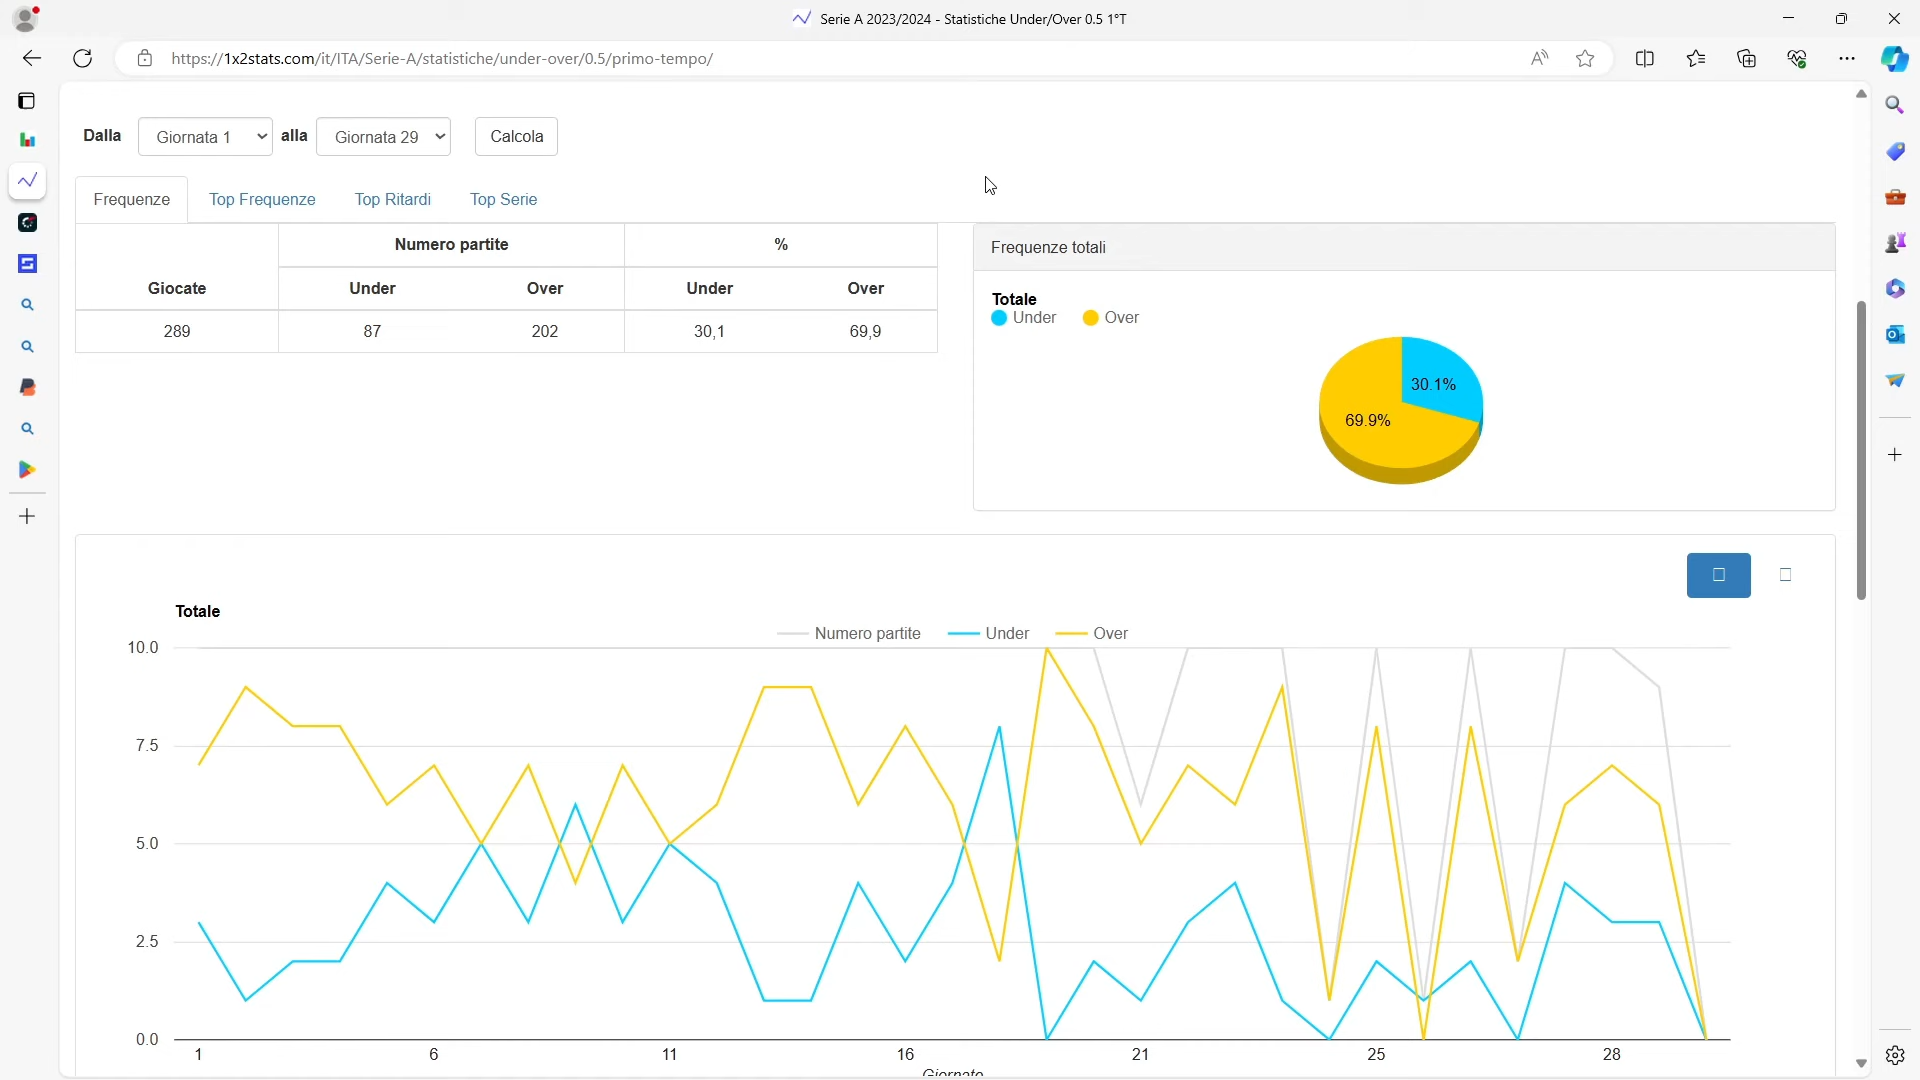 Serie A 2023/2024 - Statistiche Under/Over 0.5 1°T
https://1x2stats.com/it/ITA/Serie-A/statistiche/under-over/0.5/primo-tempo/
Dalla Giornata 1 alla Giornata 29 Calcola
Frequenze Top Frequenze Top Ritardi Top Serie
Numero partite %
Giocate Under Over Under Over
289 87 202 30,1 69,9
Frequenze totali
Totale
Under Over
30.1%
69.9%
Totale
Numero partite Under Over
10.0
7.5
5.0
2.5
0.0
1 6 11 16 21 25 28
Giornate